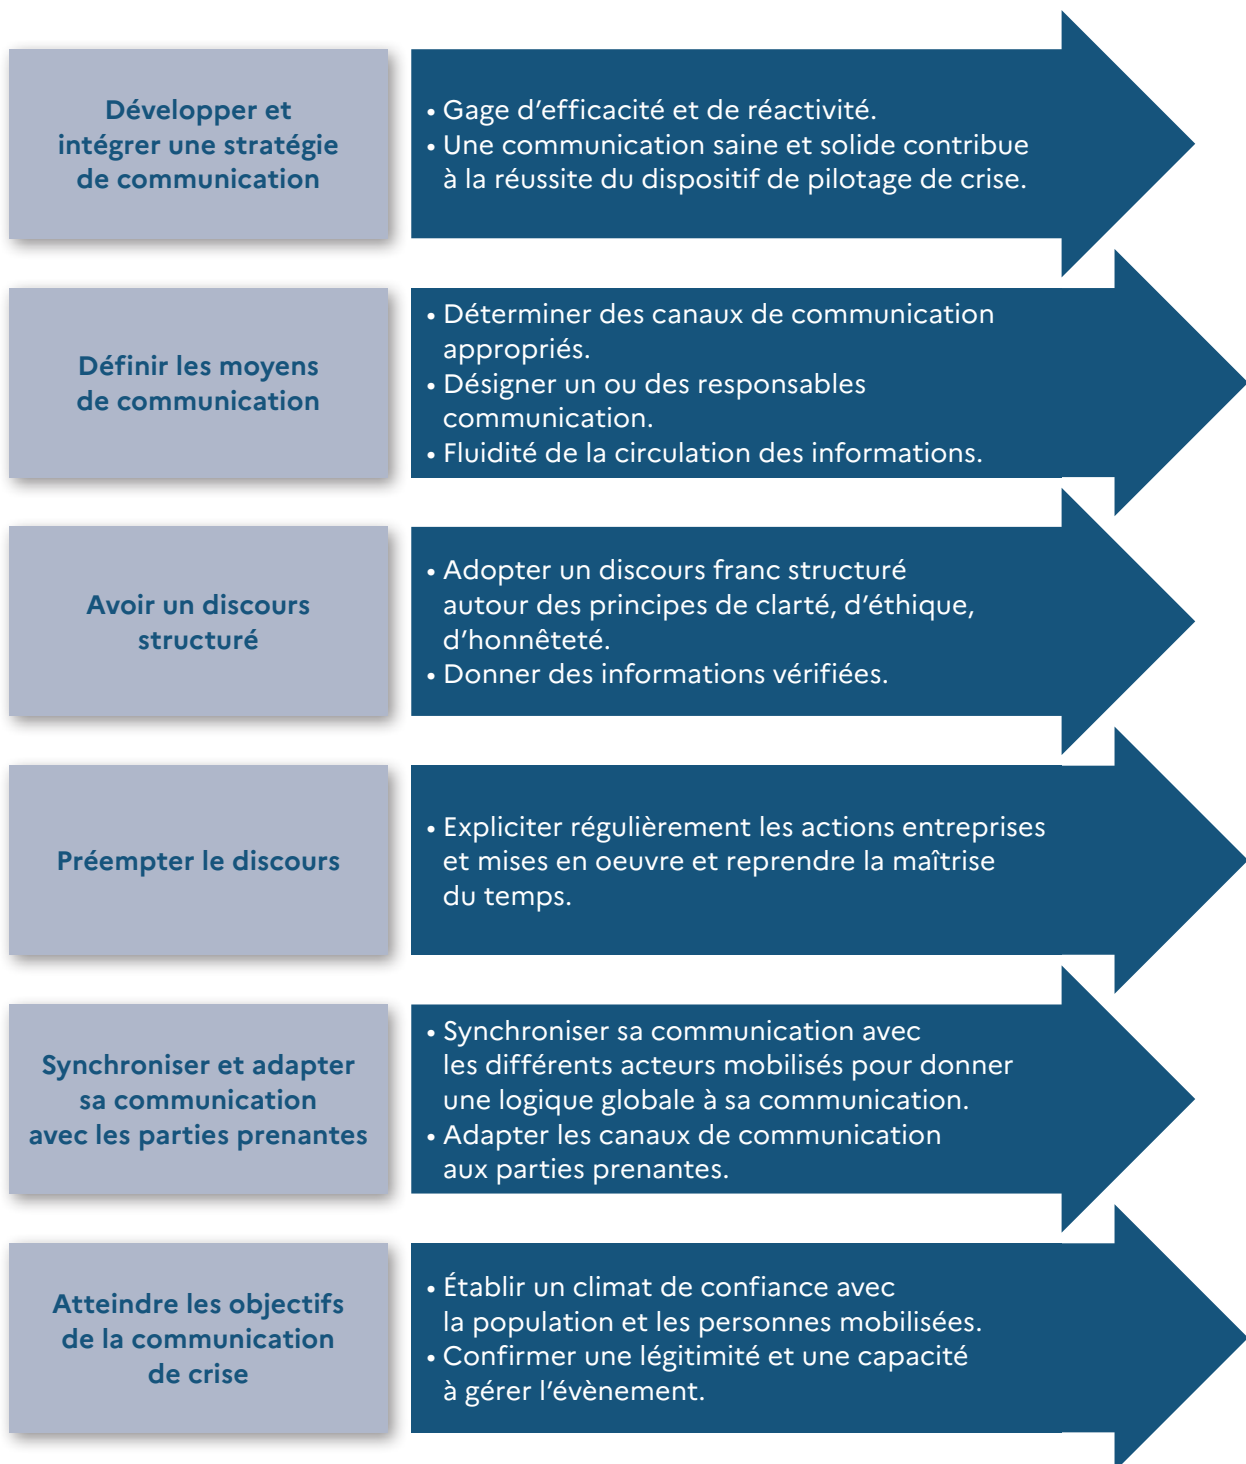 Développer et
intégrer une stratégie
de communication
• Gage d’efficacité et de réactivité.
• Une communication saine et solide contribue
à la réussite du dispositif de pilotage de crise.
Définir les moyens
de communication
• Déterminer des canaux de communication
appropriés.
• Désigner un ou des responsables
communication.
• Fluidité de la circulation des informations.
Avoir un discours
structuré
• Adopter un discours franc structuré
autour des principes de clarté, d’éthique,
d’honnêteté.
• Donner des informations vérifiées.
Préempter le discours
• Expliciter régulièrement les actions entreprises
et mises en oeuvre et reprendre la maîtrise
du temps.
Synchroniser et adapter
sa communication
avec les parties prenantes
• Synchroniser sa communication avec
les différents acteurs mobilisés pour donner
une logique globale à sa communication.
• Adapter les canaux de communication
aux parties prenantes.
Atteindre les objectifs
de la communication
de crise
• Établir un climat de confiance avec
la population et les personnes mobilisées.
• Confirmer une légitimité et une capacité
à gérer l’évènement.